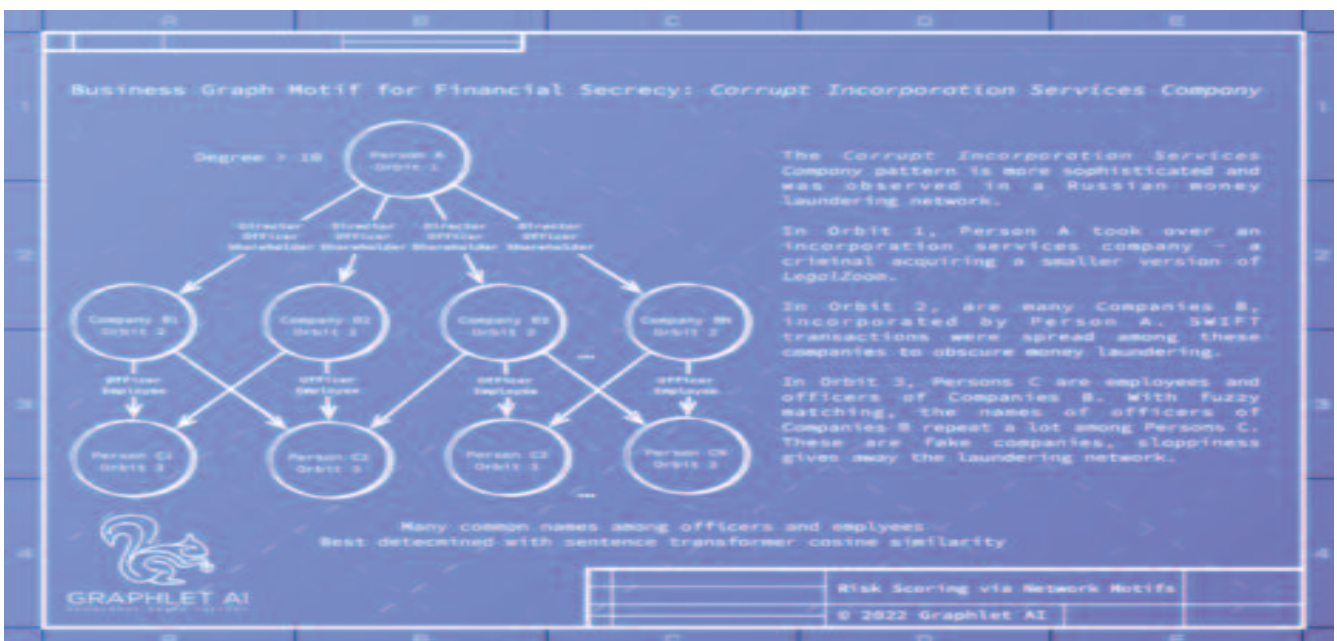 A B C D E
Business Graph Motif for Financial Secrecy: Corrupt Incorporation Services Company
1 1
Degree > 10
Person A
Orbit 1
Director Director Director Director
Officer Officer Officer Officer
Shareholder Shareholder Shareholder Shareholder
2 2
Company B1 Company B2 Company B3 Company BN
Orbit 2 Orbit 2 Orbit 2 Orbit 2
...
Officer Officer Officer Officer
Employee Employee Employee Employee
3 3
Person C1 Person Person Person CN
Orbit 3 Orbit 3 Orbit 3 Orbit 3
...
The Corrupt Incorporation Services
Company pattern is more sophisticated and
was observed in a Russian money
laundering network.
In Orbit 1, Person A took over an
incorporation services company – a
criminal acquiring a smaller version of
LegalZoom.
In Orbit 2, are many Companies B,
incorporated by Person A. SWIFT
transactions were spread among these
companies to obscure money laundering.
In Orbit 3, Persons C are employees and
officers of Companies B. With fuzzy
matching, the names of officers of
Companies B repeat a lot among Persons C.
These are fake companies, sloppiness
gives away the laundering network.
Many common names among officers and emplyees
Best detecmined with sentence transformer cosine similarity
4 4
GRAPHLET AI
Risk Scoring via Network Motifs
© 2022 Graphlet AI
A B C D E